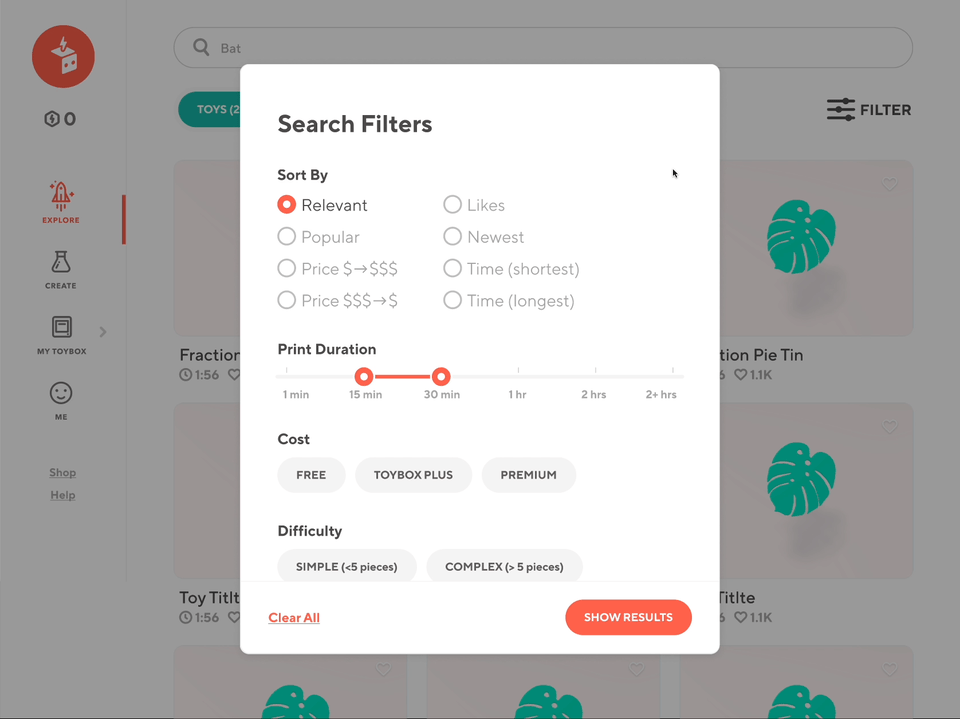 Bat
TOYS (2
FILTER
0
EXPLORE
CREATE
MY TOYBOX
ME
Shop
Help
Search Filters
Sort By
Relevant
Likes
Popular
Newest
Price $→$$$
Time (shortest)
Price $$$→$
Time (longest)
Print Duration
1 min 15 min 30 min 1 hr 2 hrs 2+ hrs
Cost
FREE TOYBOX PLUS PREMIUM
Difficulty
SIMPLE (<5 pieces) COMPLEX (> 5 pieces)
Clear All
SHOW RESULTS
Fraction
1:56
tion Pie Tin
6 1.1K
Toy Titlt
1:56
Titlte
6 1.1K